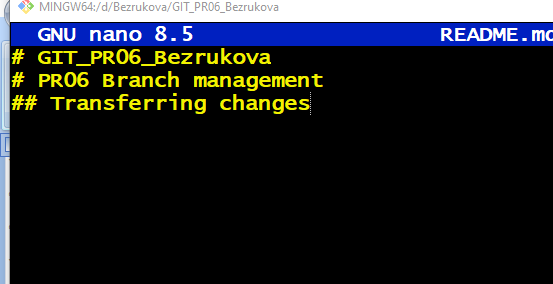 MINGW64:/d/Bezrukova/GIT_PR06_Bezrukova
GNU nano 8.5 README.md
# GIT_PR06_Bezrukova
# PR06 Branch management
## Transferring changes